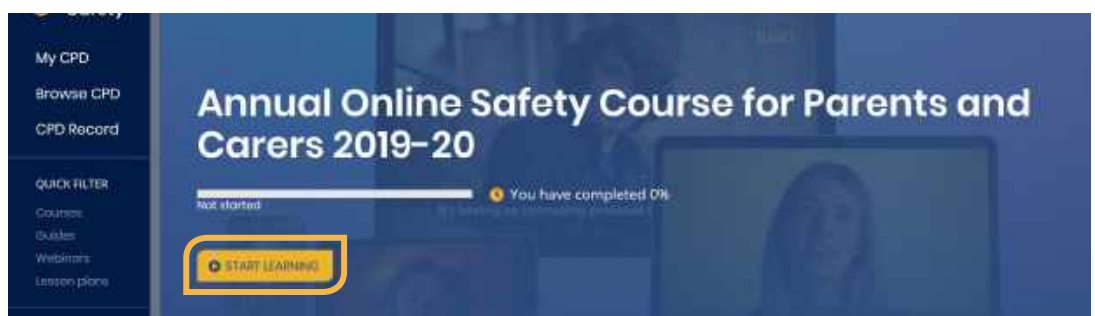 My CPD
Browse CPD
CPD Record
QUICK FILTER
Courses
Guides
Webinars
Lesson plans
Annual Online Safety Course for Parents and
Carers 2019-20
You have completed 0%
Not started
START LEARNING